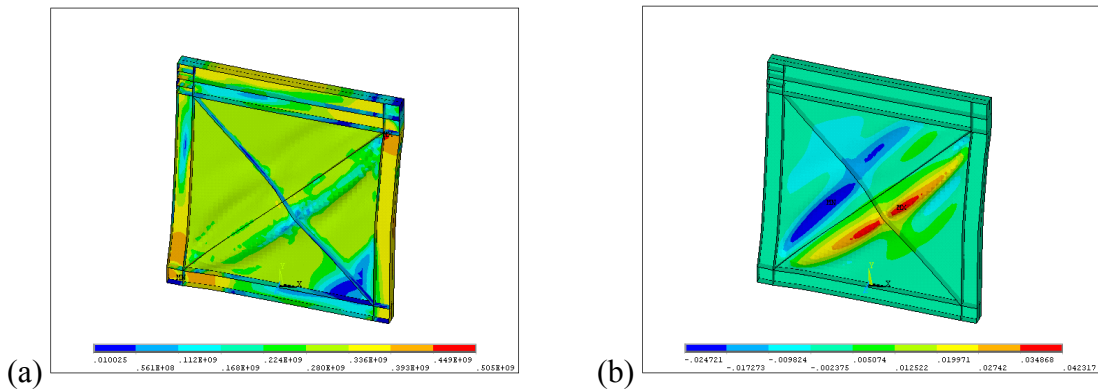 (a)
Y
X
.010025 .112E+09 .224E+09 .336E+09 .449E+09
.561E+08 .168E+09 .280E+09 .393E+09 .505E+09
(b)
Y
X
-.024721 -.009824 .005074 .019971 .034868
-.017273 -.002375 .012522 .02742 .042317